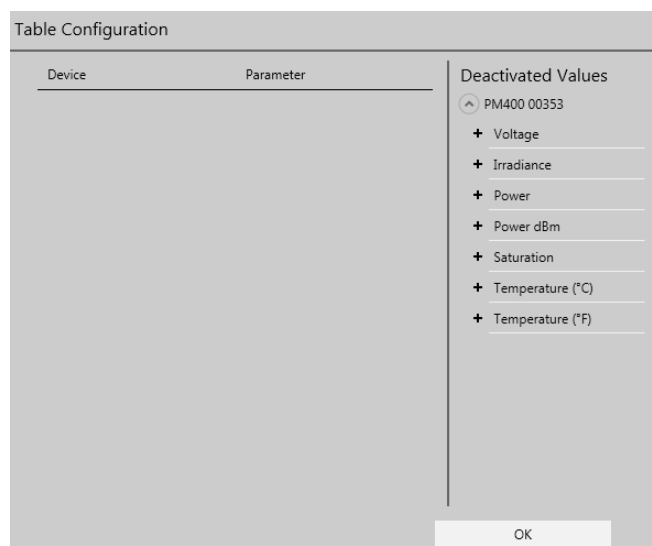 Table Configuration
Device Parameter
Deactivated Values
PM400 00353
+ Voltage
+ Irradiance
+ Power
+ Power dBm
+ Saturation
+ Temperature (°C)
+ Temperature (°F)
OK